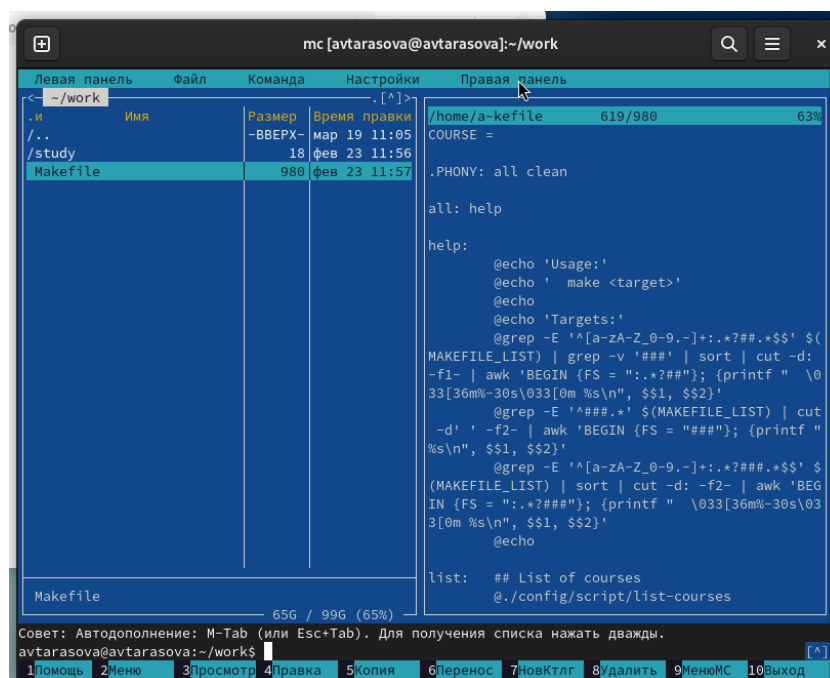 mc [avtarasova@avtarasova]:~/work
Левая панель Файл Команда Настройки Правая панель
<— ~/work .[^]>
.и Имя Размер Время правки
/.. -ВВЕРХ- мар 19 11:05
/study 18 фев 23 11:56
Makefile 980 фев 23 11:57
Makefile
65G / 99G (65%)
/home/a~kefile 619/980 63%
COURSE =
.PHONY: all clean
all: help
help:
@echo 'Usage:'
@echo '  make <target>'
@echo
@echo 'Targets:'
@grep -E '^[a-zA-Z_0-9.-]+:.*?##.*$$' $(
MAKEFILE_LIST) | grep -v '###' | sort | cut -d:
-f1- | awk 'BEGIN {FS = ":.*?##"}; {printf "  \0
33[36m%-30s\033[0m %s\n", $$1, $$2}'
@grep -E '^###.*' $(MAKEFILE_LIST) | cut
-d' ' -f2- | awk 'BEGIN {FS = "###"}; {printf "
%s\n", $$1, $$2}'
@grep -E '^[a-zA-Z_0-9.-]+:.*?###.*$$' $
(MAKEFILE_LIST) | sort | cut -d: -f2- | awk 'BEG
IN {FS = ":.*?###"}; {printf "  \033[36m%-30s\03
3[0m %s\n", $$1, $$2}'
@echo
list:   ## List of courses
@./config/script/list-courses
Совет: Автодополнение: M-Tab (или Esc+Tab). Для получения списка нажать дважды.
avtarasova@avtarasova:~/work$ [^]
1Помощь 2Меню 3Просмотр 4Правка 5Копия 6Перенос 7НовКтлг 8Удалить 9МенюМС 10Выход